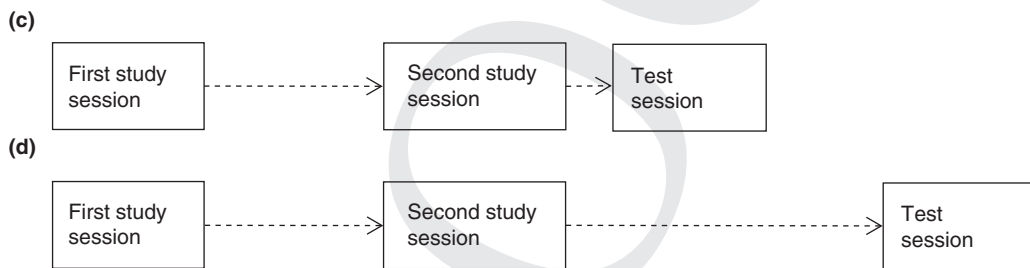 (c)
First study
session
Second study
session
Test
session
(d)
First study
session
Second study
session
Test
session